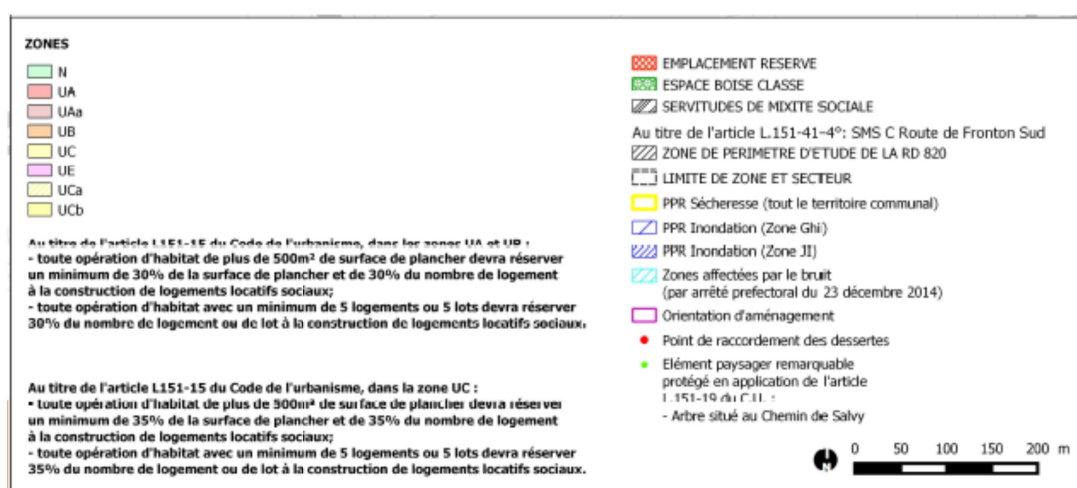 ZONES
N
UA
UAa
UB
UC
UE
UCa
UCb
Au titre de l'article L151-15 du Code de l'urbanisme, dans les zones UA et UB :
- toute opération d'habitat de plus de 500m² de surface de plancher devra réserver
un minimum de 30% de la surface de plancher et de 30% du nombre de logement
à la construction de logements locatifs sociaux;
- toute opération d'habitat avec un minimum de 5 logements ou 5 lots devra réserver
30% du nombre de logement ou de lot à la construction de logements locatifs sociaux.
Au titre de l'article L151-15 du Code de l'urbanisme, dans la zone UC :
- toute opération d'habitat de plus de 500m² de surface de plancher devra réserver
un minimum de 35% de la surface de plancher et de 35% du nombre de logement
à la construction de logements locatifs sociaux;
- toute opération d'habitat avec un minimum de 5 logements ou 5 lots devra réserver
35% du nombre de logement ou de lot à la construction de logements locatifs sociaux.
EMPLACEMENT RESERVE
ESPACE BOISE CLASSE
SERVITUDES DE MIXITE SOCIALE
Au titre de l'article L.151-41-4°: SMS C Route de Fronton Sud
ZONE DE PERIMETRE D'ETUDE DE LA RD 820
LIMITE DE ZONE ET SECTEUR
PPR Sécheresse (tout le territoire communal)
PPR Inondation (Zone Ghi)
PPR Inondation (Zone JI)
Zones affectées par le bruit
(par arrêté prefectoral du 23 décembre 2014)
Orientation d'aménagement
Point de raccordement des dessertes
Elément paysager remarquable
protégé en application de l'article
L.151-19 du C.U. :
- Arbre situé au Chemin de Salvy
N
0 50 100 150 200 m